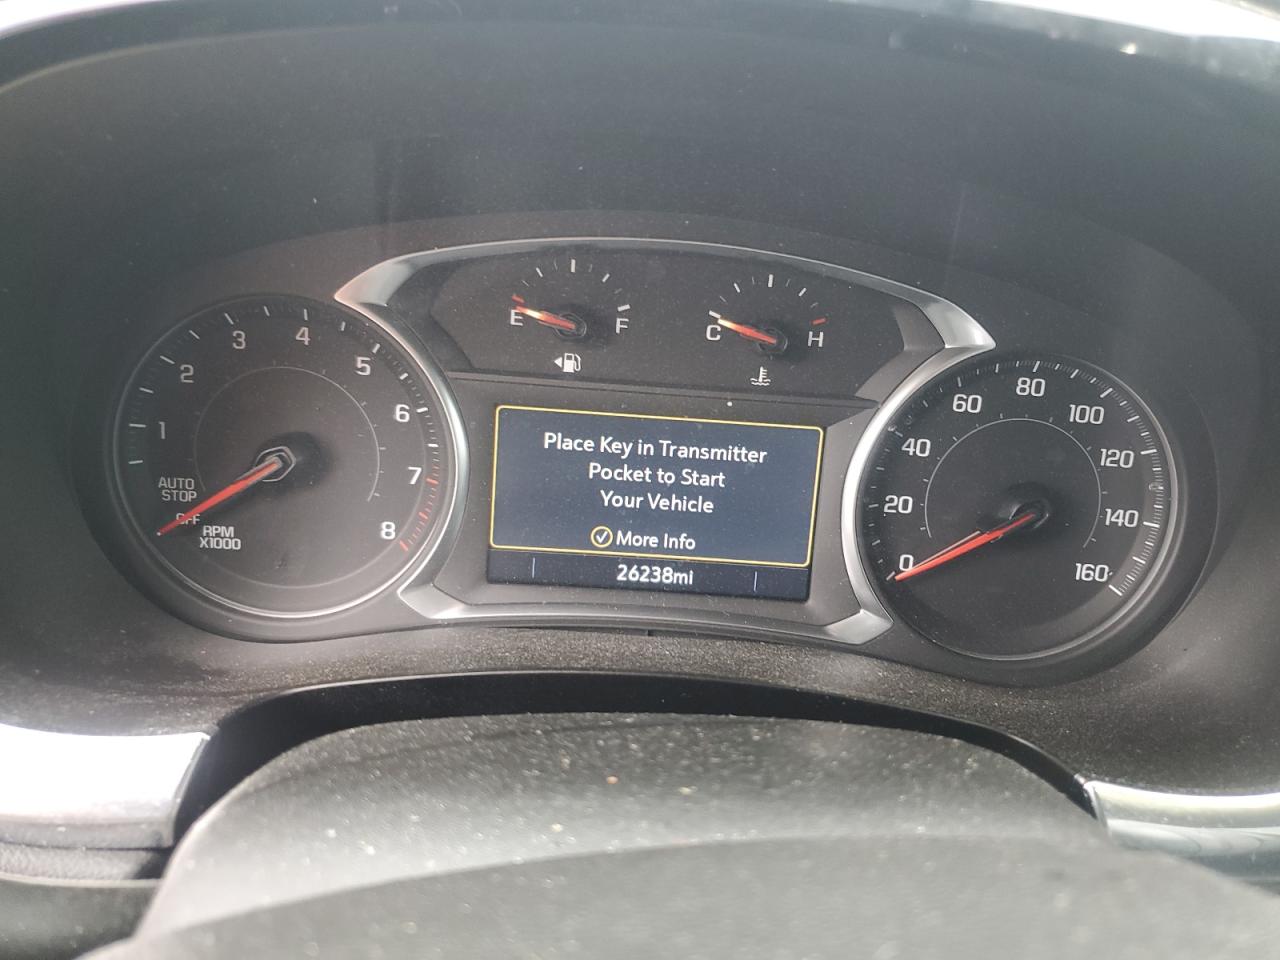 E
F
C
H
1
2
3
4
5
6
7
8
AUTO
STOP
OFF
RPM
X1000
Place Key in Transmitter
Pocket to Start
Your Vehicle
More Info
26238mi
0
20
40
60
80
100
120
140
160